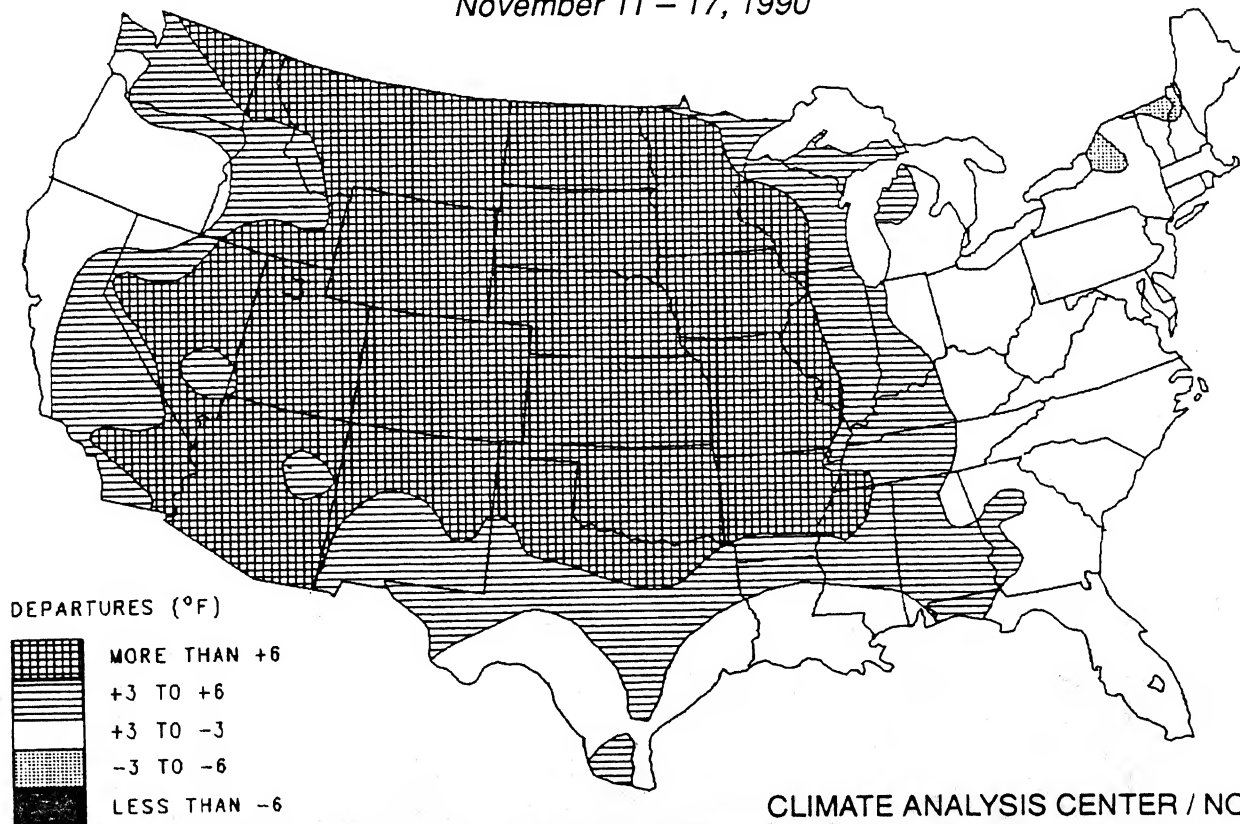 November 11 – 17, 1990
DEPARTURES (°F)
MORE THAN +6
+3 TO +6
+3 TO -3
-3 TO -6
LESS THAN -6
CLIMATE ANALYSIS CENTER / NO